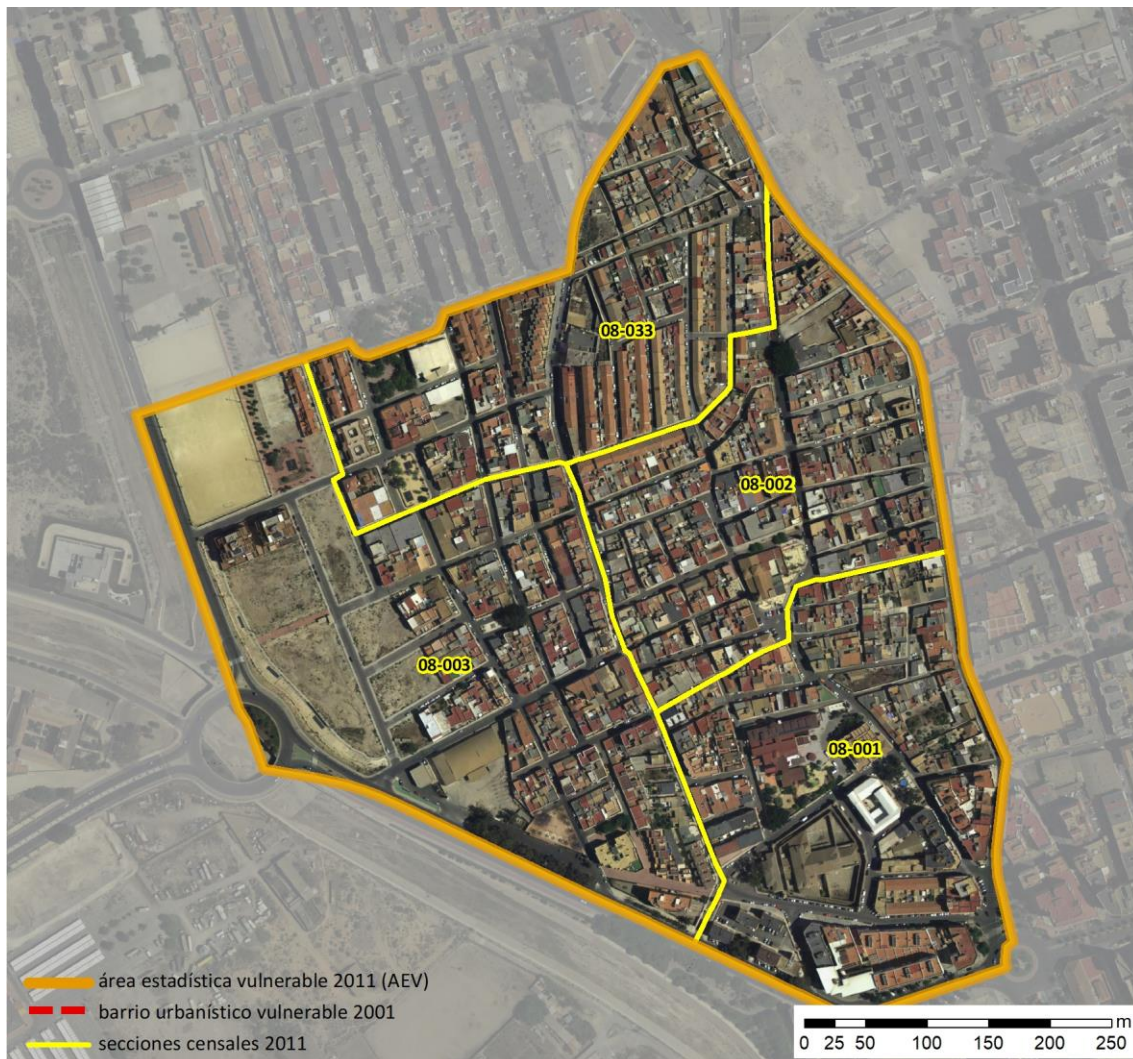 08-033
08-002
08-003
08-001
área estadística vulnerable 2011 (AEV)
barrio urbanístico vulnerable 2001
secciones censales 2011
m
0 25 50 100 150 200 250